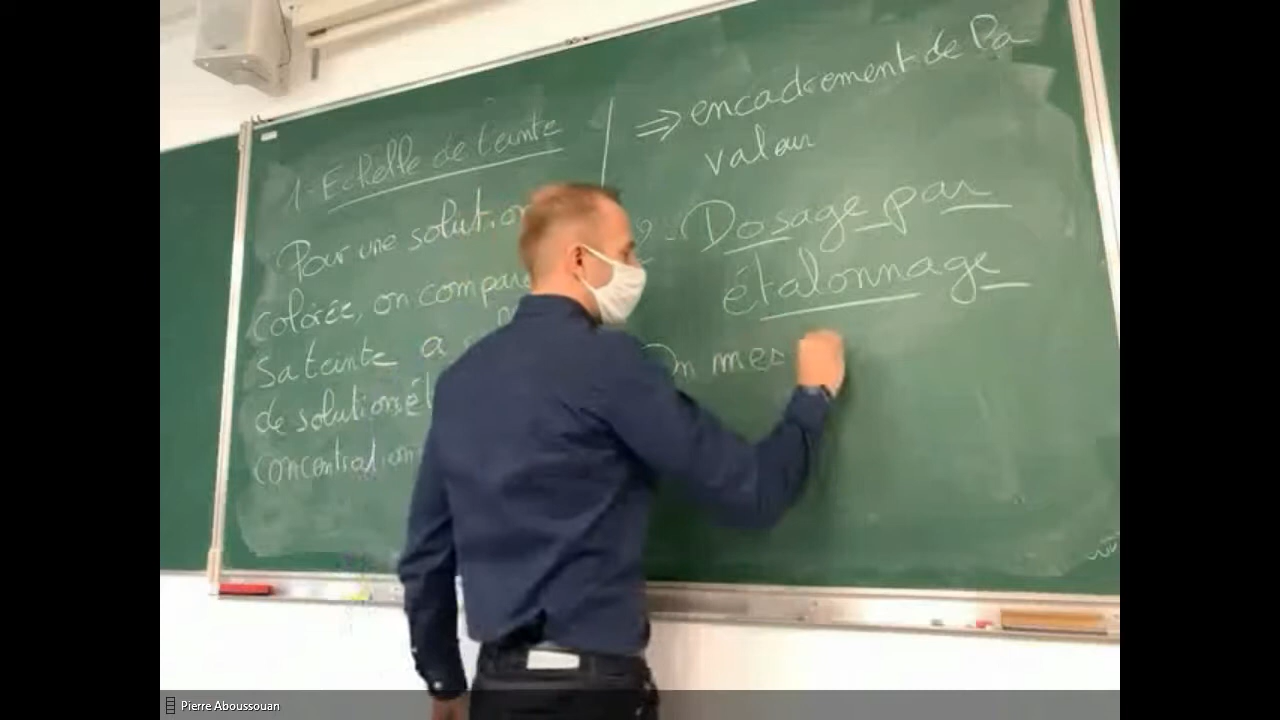 1- Echelle de teinte
Pour une solution
colorée, on compare
sa teinte à
de solutions
concentration
⇒ encadrement de la
valeur
2- Dosage par
étalonnage
On mes
Pierre Aboussouan